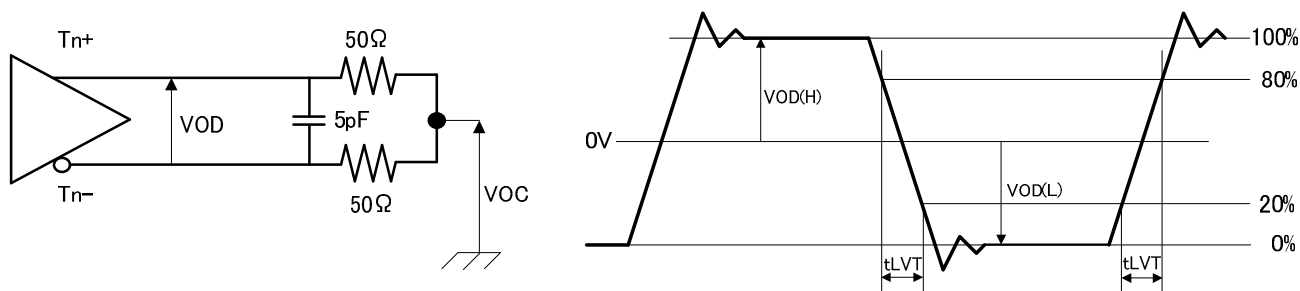 Tn+
50Ω
VOD
5pF
Tn-
50Ω
VOC
100%
80%
VOD(H)
0V
VOD(L)
20%
0%
tLVT
tLVT